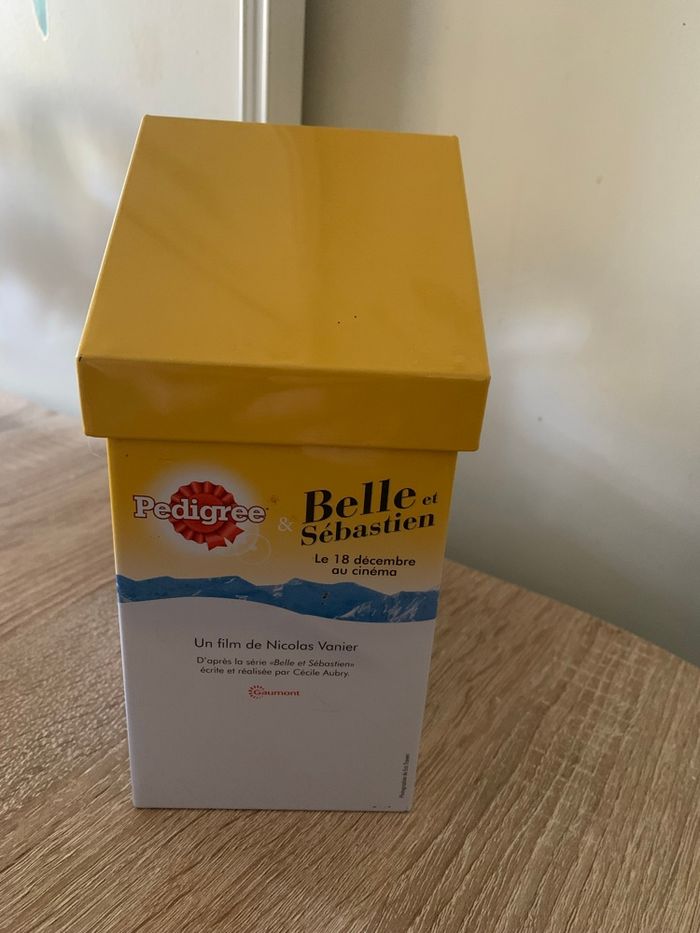 Pedigree
&
Belle et
Sébastien
Le 18 décembre
au cinéma
Un film de Nicolas Vanier
D'après la série «Belle et Sébastien»
écrite et réalisée par Cécile Aubry.
Gaumont